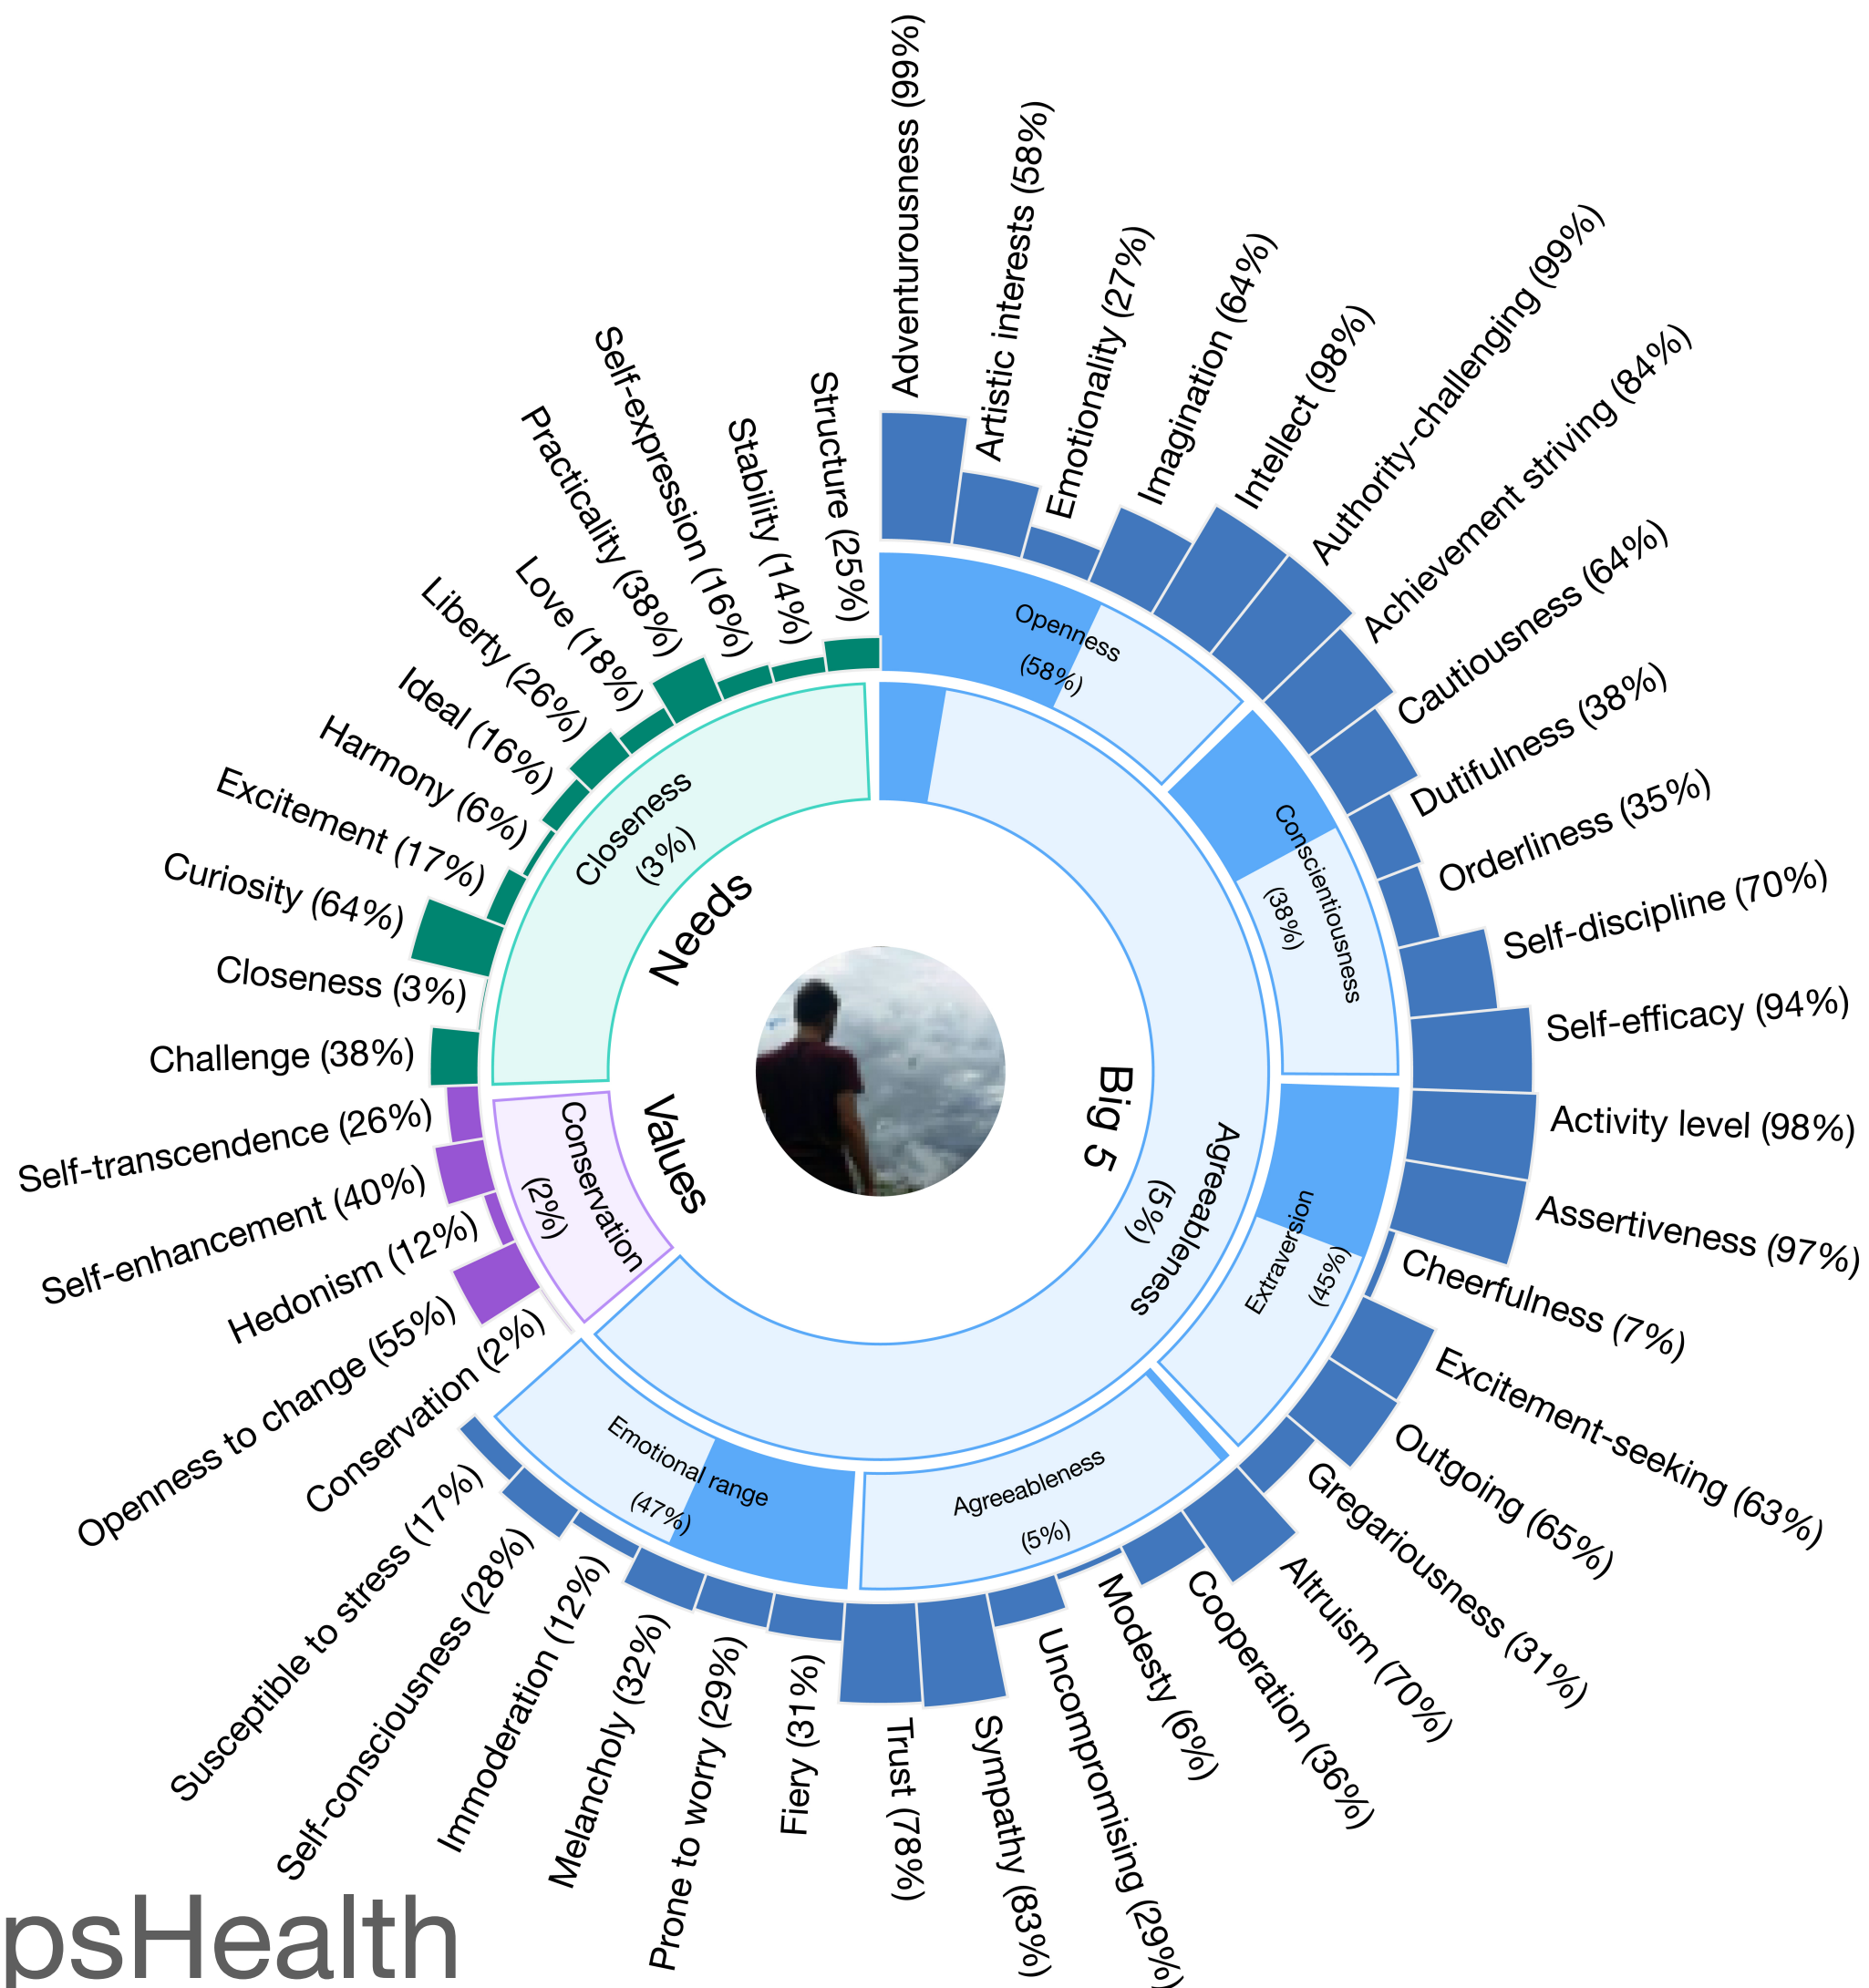 Adventurousness (99%)
Artistic interests (58%)
Emotionality (27%)
Imagination (64%)
Intellect (98%)
Authority-challenging (99%)
Achievement striving (84%)
Cautiousness (64%)
Dutifulness (38%)
Orderliness (35%)
Self-discipline (70%)
Self-efficacy (94%)
Activity level (98%)
Assertiveness (97%)
Cheerfulness (7%)
Excitement-seeking (63%)
Outgoing (65%)
Gregariousness (31%)
Altruism (70%)
Cooperation (36%)
Modesty (6%)
Uncompromising (29%)
Sympathy (83%)
Trust (78%)
Fiery (31%)
Prone to worry (29%)
Melancholy (32%)
Immoderation (12%)
Self-consciousness (28%)
Susceptible to stress (17%)
Conservation (2%)
Openness to change (55%)
Hedonism (12%)
Self-enhancement (40%)
Self-transcendence (26%)
Challenge (38%)
Closeness (3%)
Curiosity (64%)
Excitement (17%)
Harmony (6%)
Ideal (16%)
Liberty (26%)
Love (18%)
Practicality (38%)
Self-expression (16%)
Stability (14%)
Structure (25%)
Openness
(58%)
Conscientiousness
(38%)
Extraversion
(45%)
Agreeableness
(5%)
Emotional range
(47%)
Agreeableness
(5%)
Big 5
Conservation
(2%)
Values
Closeness
(3%)
Needs
psHealth